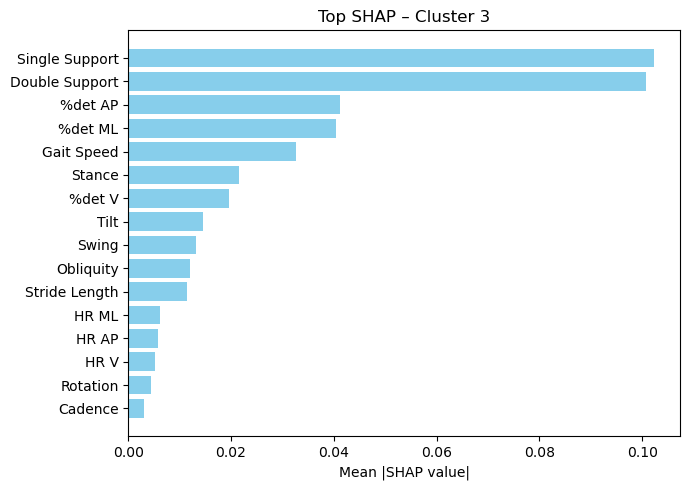 Top SHAP – Cluster 3
Single Support
Double Support
%det AP
%det ML
Gait Speed
Stance
%det V
Tilt
Swing
Obliquity
Stride Length
HR ML
HR AP
HR V
Rotation
Cadence
0.00 0.02 0.04 0.06 0.08 0.10
Mean |SHAP value|